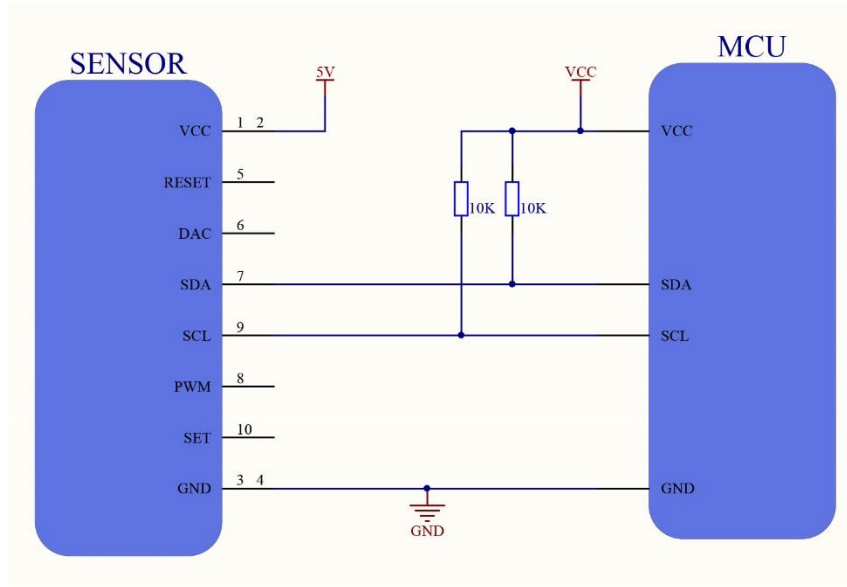 SENSOR
MCU
5V
VCC
VCC 1 2
VCC
RESET 5
10K 10K
DAC 6
SDA 7
SDA
SCL 9
SCL
PWM 8
SET 10
GND 3 4
GND
GND